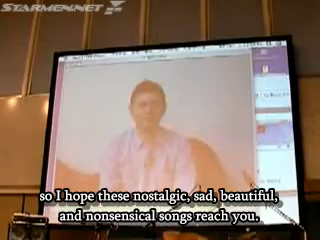 STARMEN.NET
so I hope these nostalgic, sad, beautiful,
and nonsensical songs reach you.